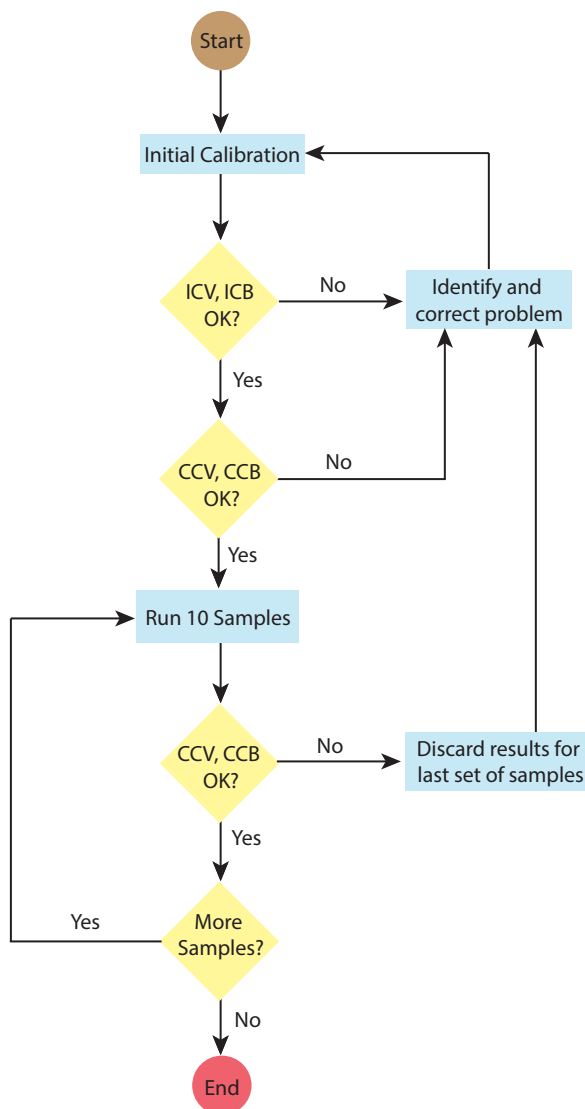 Start
Initial Calibration
ICV, ICB
OK?
No
Identify and
correct problem
Yes
CCV, CCB
OK?
No
Yes
Run 10 Samples
CCV, CCB
OK?
No
Discard results for
last set of samples
Yes
More
Samples?
Yes
No
End